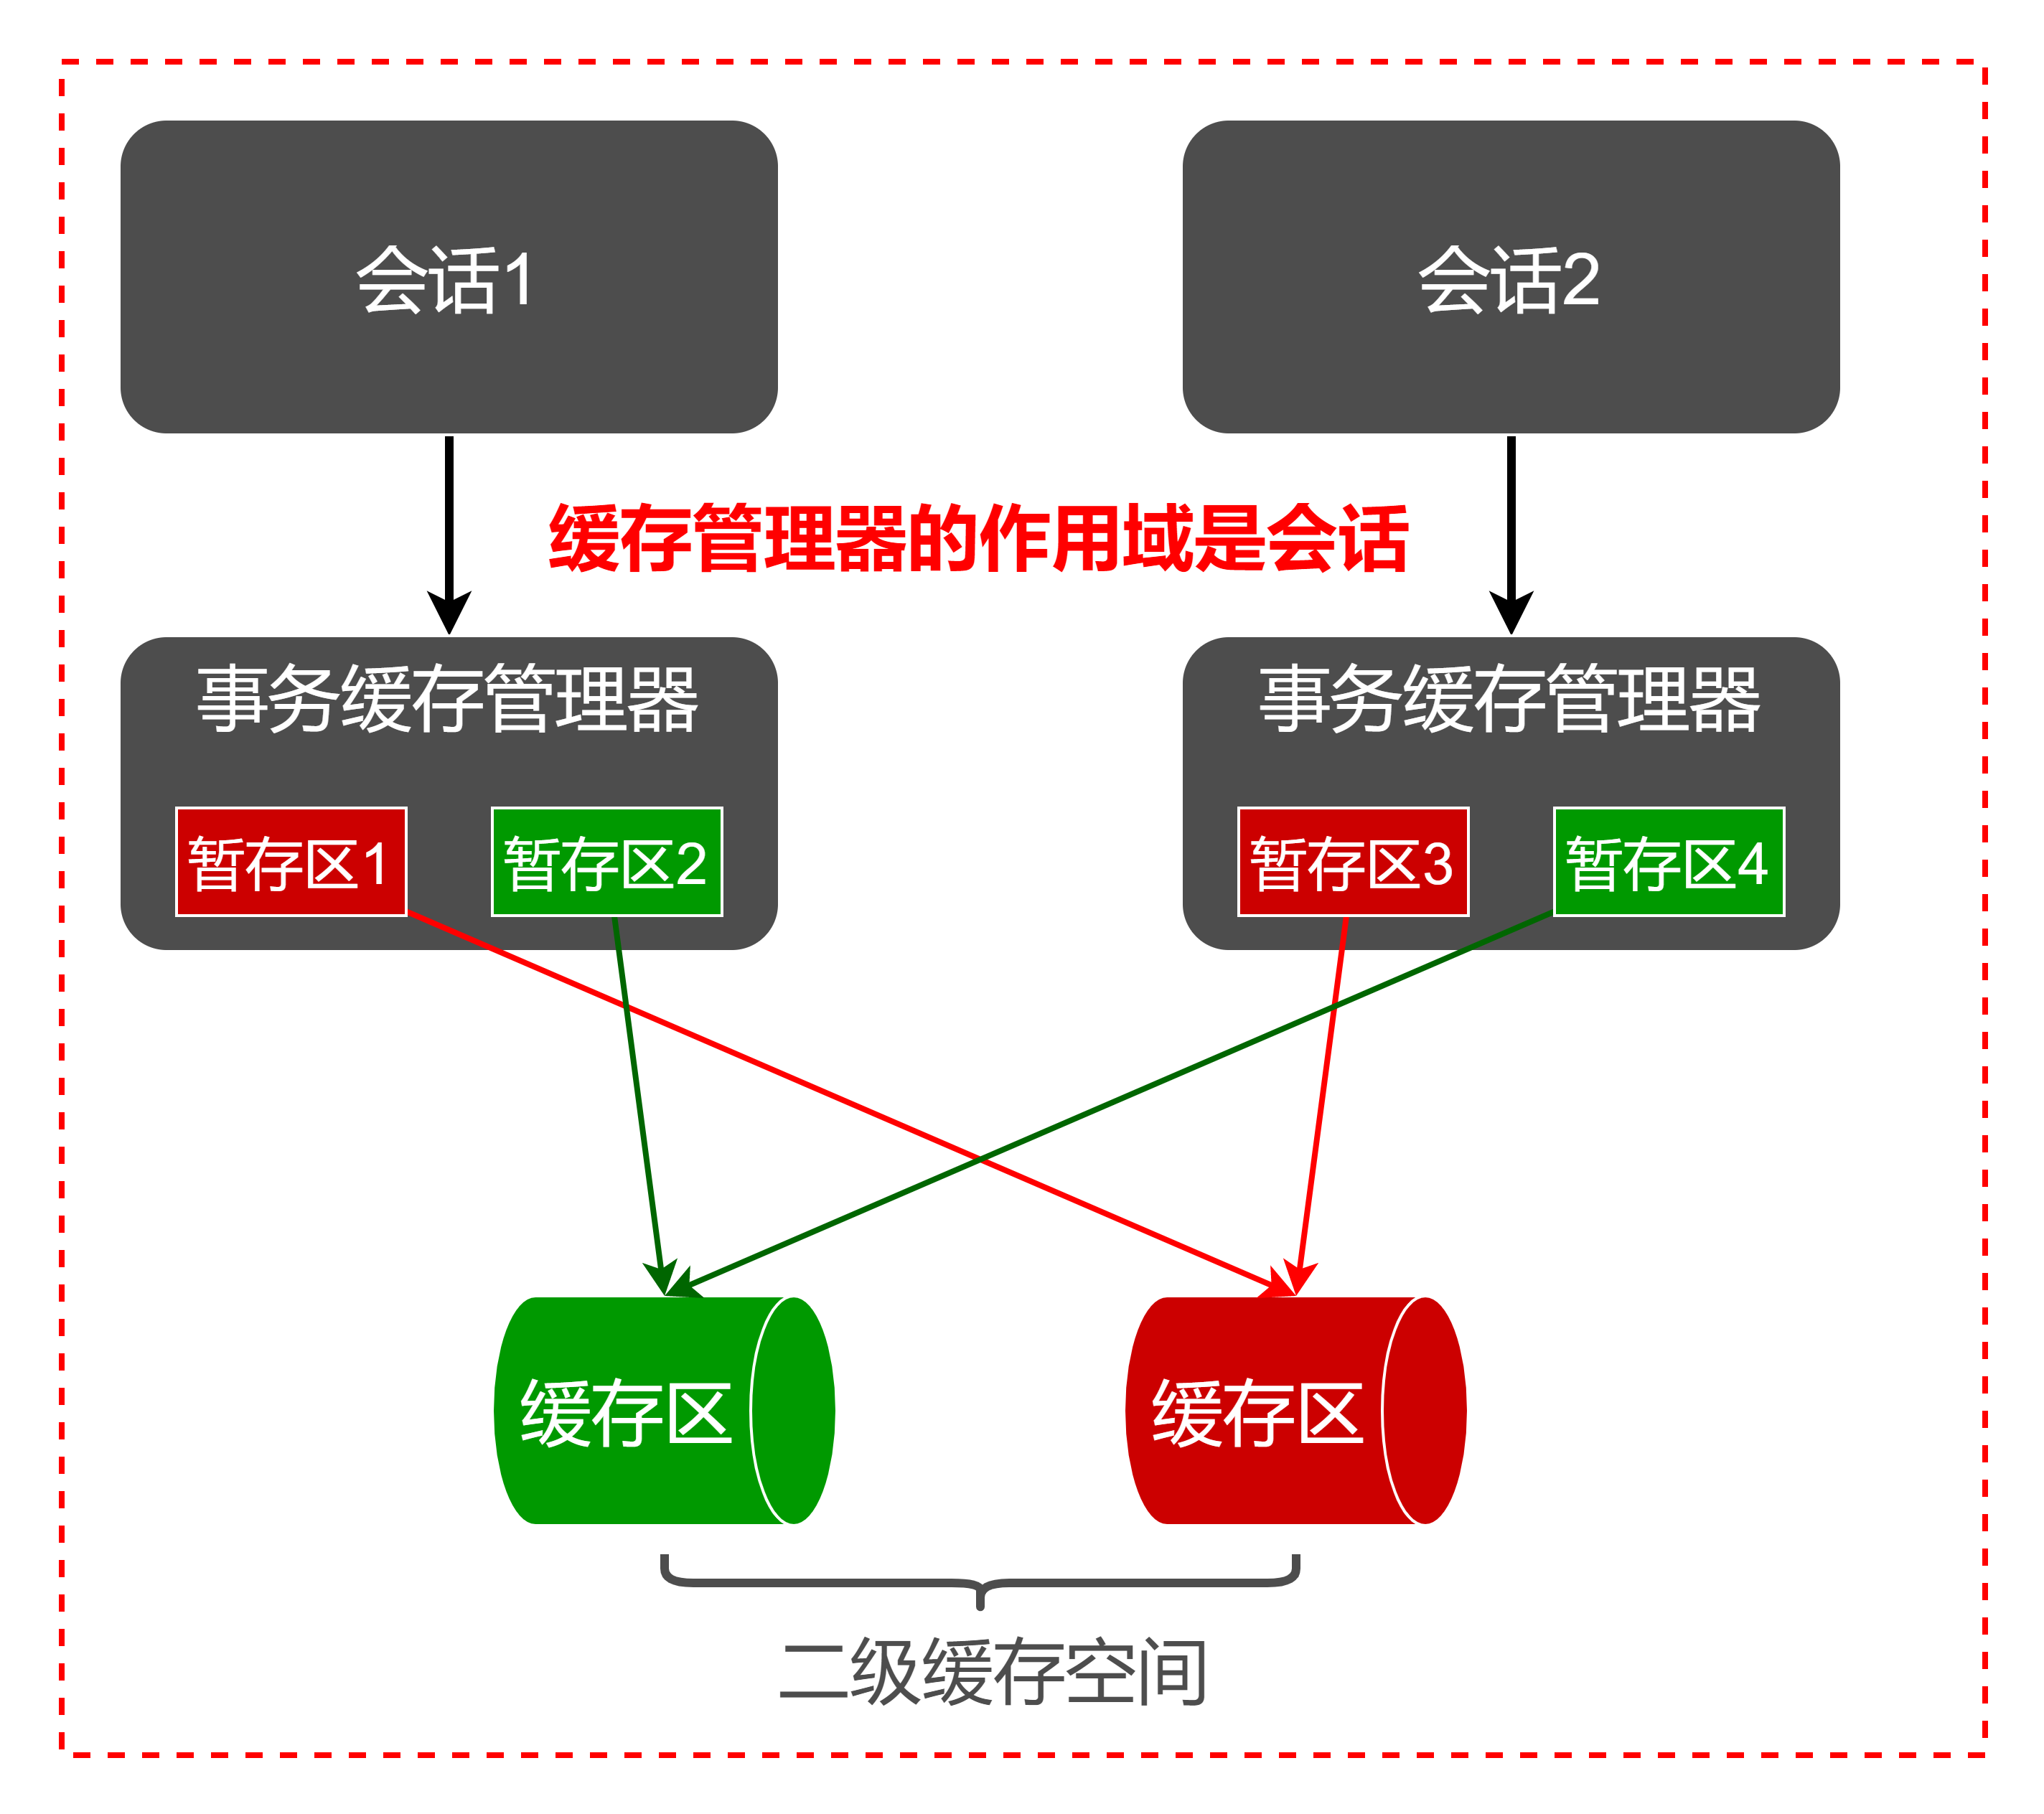 会话1
会话2
缓存管理器的作用域是会话
事务缓存管理器
事务缓存管理器
暂存区1
暂存区2
暂存区3
暂存区4
缓存区
缓存区
二级缓存空间